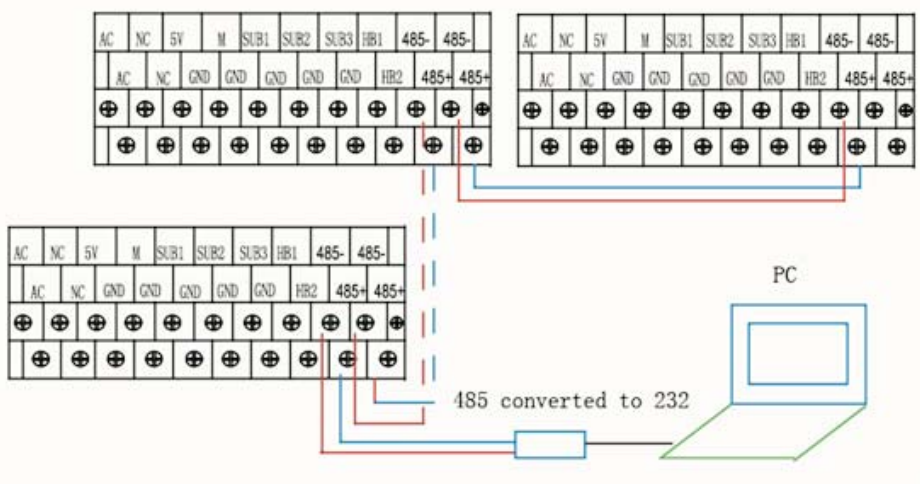 AC NC 5V M SUB1 SUB2 SUB3 HB1 485- 485-
AC NC GND GND GND GND GND HB2 485+ 485+
AC NC 5V M SUB1 SUB2 SUB3 HB1 485- 485-
AC NC GND GND GND GND GND HB2 485+ 485+
AC NC 5V M SUB1 SUB2 SUB3 HB1 485- 485-
AC NC GND GND GND GND GND HB2 485+ 485+
PC
485 converted to 232